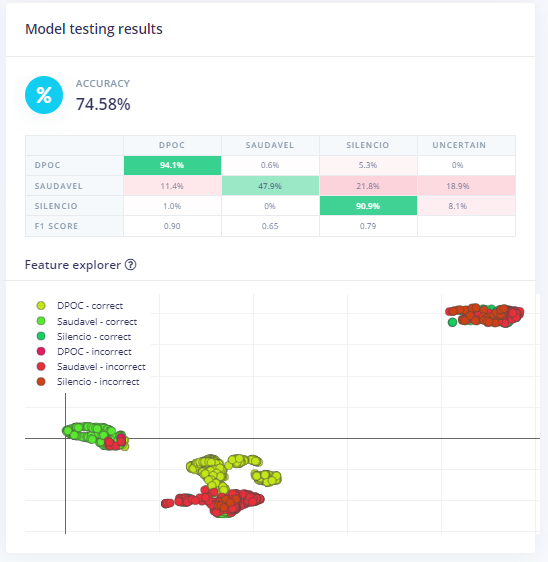 Model testing results
%
ACCURACY
74.58%
DPOC SAUDAVEL SILENCIO UNCERTAIN
DPOC 94.1% 0.6% 5.3% 0%
SAUDAVEL 11.4% 47.9% 21.8% 18.9%
SILENCIO 1.0% 0% 90.9% 8.1%
F1 SCORE 0.90 0.65 0.79
Feature explorer ?
DPOC - correct
Saudavel - correct
Silencio - correct
DPOC - incorrect
Saudavel - incorrect
Silencio - incorrect